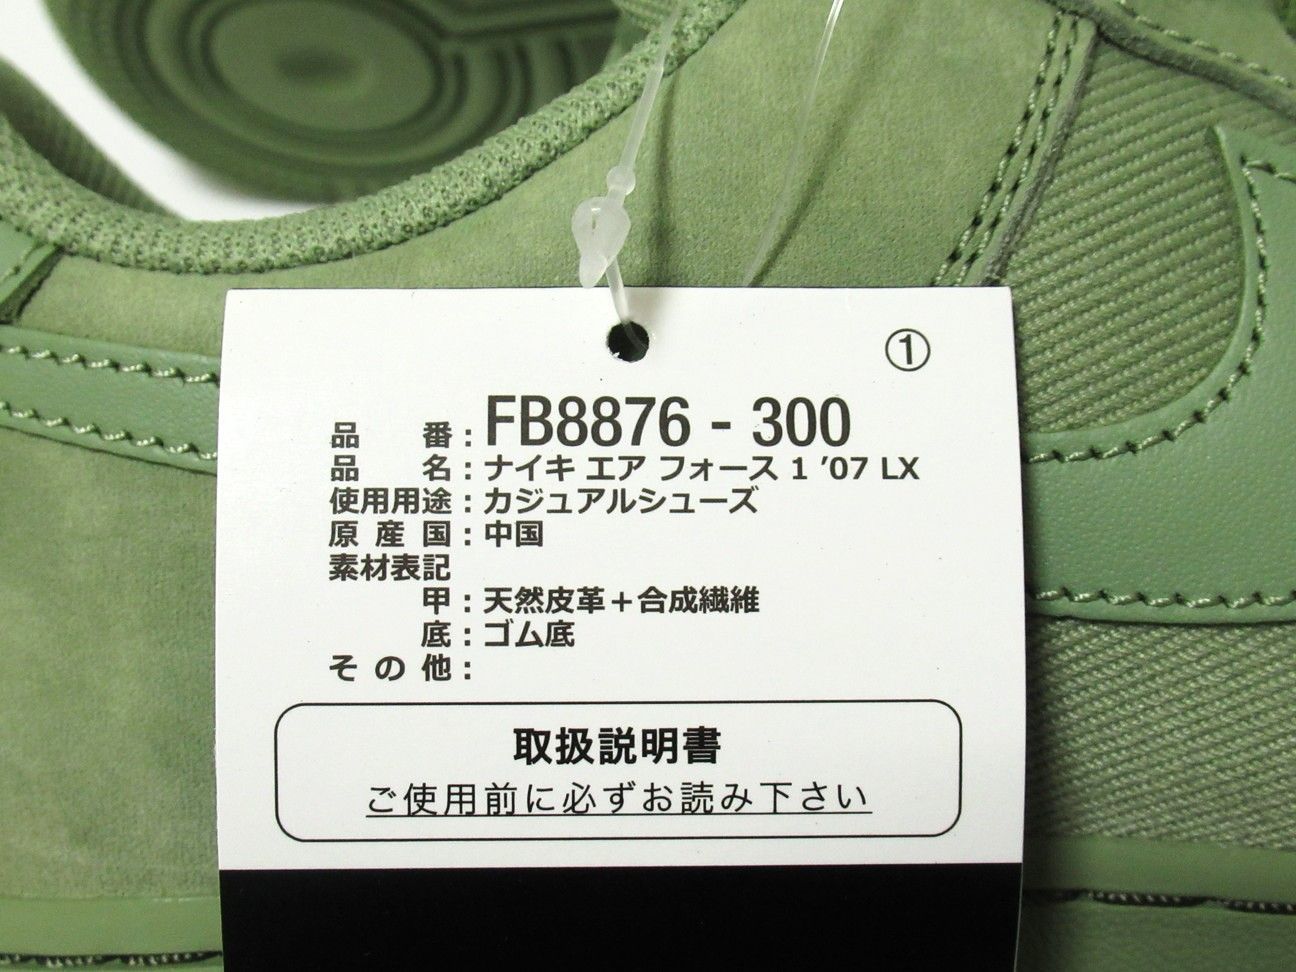 ①
品番：FB8876 - 300
品名：ナイキ エア フォース 1 ’07 LX
使用用途：カジュアルシューズ
原産国：中国
素材表記
甲：天然皮革＋合成繊維
底：ゴム底
その他：
取扱説明書
ご使用前に必ずお読み下さい